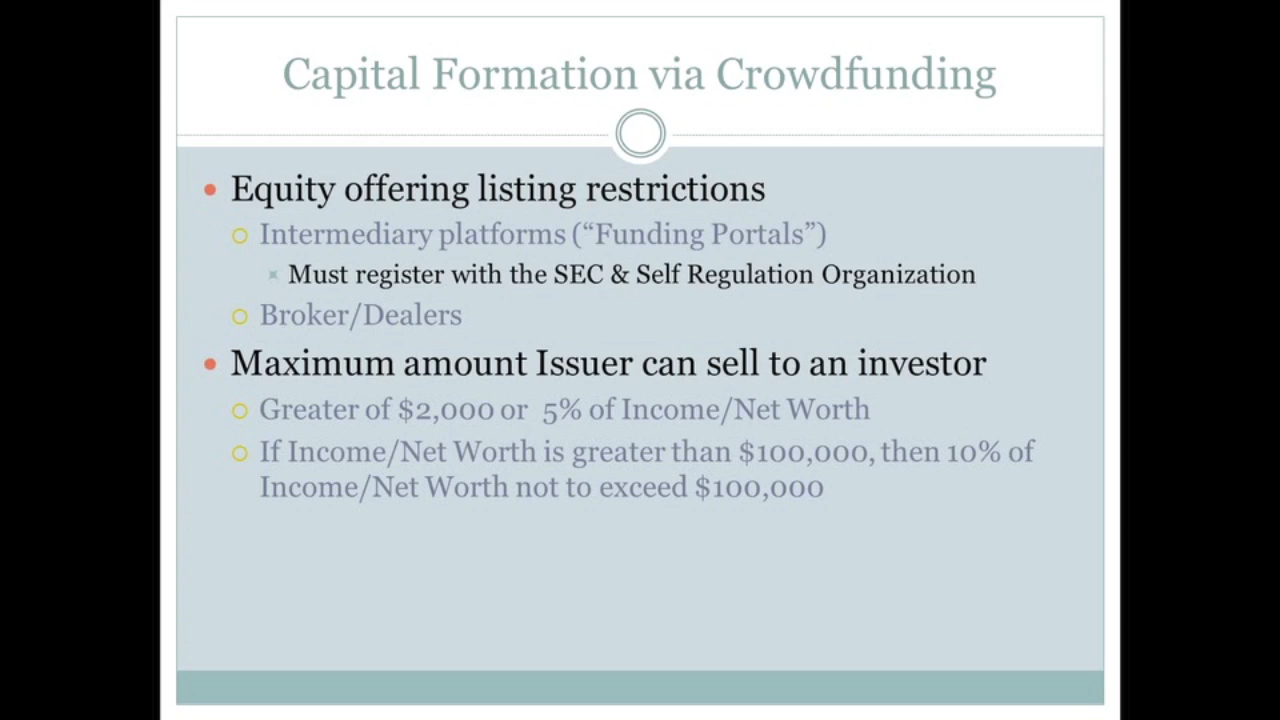 Capital Formation via Crowdfunding
Equity offering listing restrictions
Intermediary platforms (“Funding Portals”)
Must register with the SEC & Self Regulation Organization
Broker/Dealers
Maximum amount Issuer can sell to an investor
Greater of $2,000 or 5% of Income/Net Worth
If Income/Net Worth is greater than $100,000, then 10% of
Income/Net Worth not to exceed $100,000